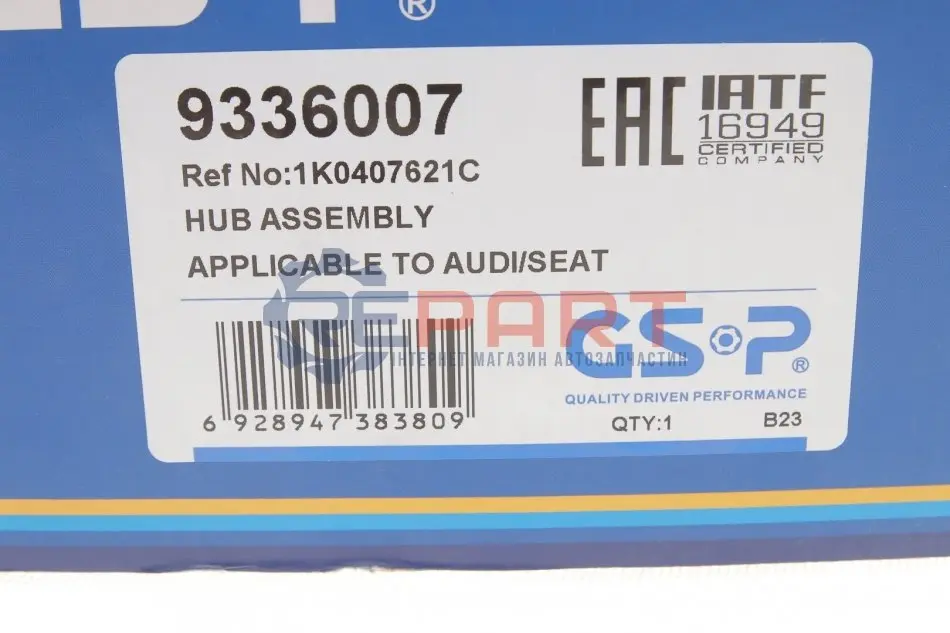 ®
9336007
EAC
IATF
16949
CERTIFIED
COMPANY
Ref No:1K0407621C
HUB ASSEMBLY
APPLICABLE TO AUDI/SEAT
REPART
ІНТЕРНЕТ МАГАЗИН АВТОЗАПЧАСТИН
GSP®
QUALITY DRIVEN PERFORMANCE
6 928947 383809
QTY:1 B23